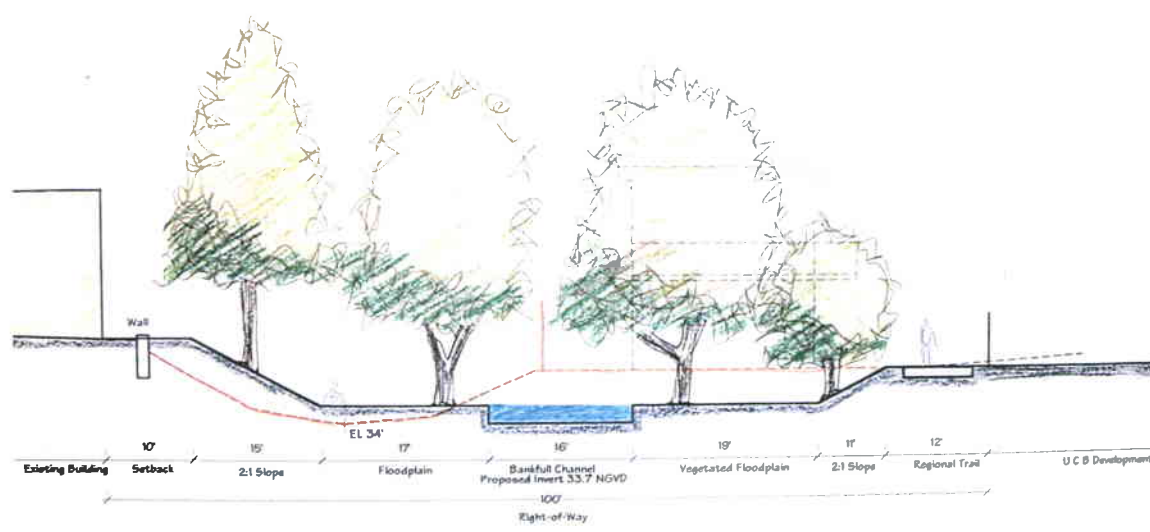 Wall
EL 34'
10' 15' 17' 16' 19' 11' 12'
Existing Building Setback 2:1 Slope Floodplain Bankfull Channel Vegetated Floodplain 2:1 Slope Regional Trail U C B Development
Proposed Invert 33.7 NGVD
100'
Right-of-Way